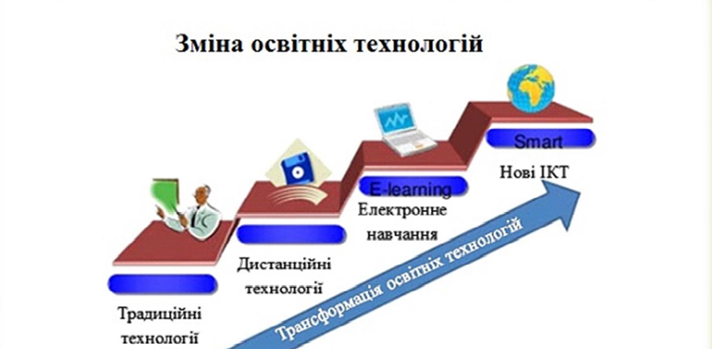 Зміна освітніх технологій
Smart
Нові ІКТ
E-learning
Електронне
навчання
Дистанційні
технології
Традиційні
технології
Трансформація освітніх технологій